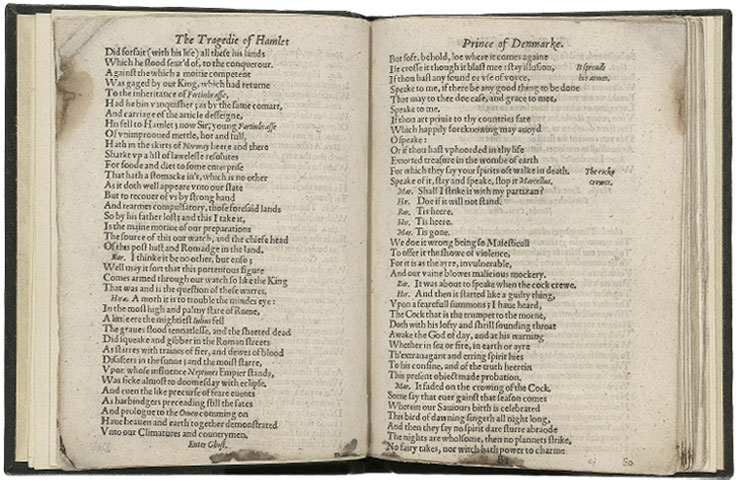 The Tragedie of Hamlet
Did forfait (with his life) all these his lands
Which he stood seaz'd of, to the conquerour.
Against the which a moitie competent
Was gaged by our King, which had returne
To the inheritance of Fortinbrasse,
Had he bin vanquisher; as by the same comart,
And carriage of the article desseigne,
His fell to Hamlet; now Sir, young Fortinbrasse
Of vnimprooued mettle, hot and full,
Hath in the skirts of Norway heere and there
Sharkt vp a list of lawelesse resolutes
For foode and diet to some enterprise
That hath a stomacke in't, which is no other
As it doth well appeare vnto our state
But to recouer of vs by strong hand
And tearmes compulsatory, those foresaid lands
So by his father lost; and this I take it,
Is the maine motiue of our preparations
The source of this our watch, and the chiefe head
Of this post hast and Romadge in the land.
Bar. I thinke it be no other, but enso;
Well may it sort that this portentous figure
Comes armed through our watch so like the King
That was and is the question of these warres.
Hora. A moth it is to trouble the mindes eye:
In the most high and palmy state of Rome,
A little ere the mightiest Iulius fell
The graues stood tennatlesse, and the sheeted dead
Did squeake and gibber in the Roman streets
As starres with traines of fier, and dewes of blood
Disasters in the sunne; and the moist starre,
Vpon whose influence Neptunes Empier stands,
Was sicke almost to doomesday with eclipse.
And euen the like precurse of feare euents
As harbindgers preceading still the fates
And prologue to the Omen comming on
Haue heauen and earth together demonstrated
Vnto our Climatures and countrymen.
Enter Ghost.
Prince of Denmarke.
But soft, behold, loe where it comes againe
Ile crosse it though it blast mee: stay illusion,
It spreads
his armes.
If thou hast any sound or vse of voyce,
Speake to me, if there be any good thing to be done
That may to thee doe ease, and grace to mee,
Speake to me.
If thou art priuie to thy countries fate
Which happily foreknowing may auoyd
O speake:
Or if thou hast vphoorded in thy life
Extorted treasure in the wombe of earth
For which they say your spirits oft walke in death.
The cocke
crowes.
Speake of it, stay and speake, stop it Marcellus.
Mar. Shall I strike it with my partizan?
Hor. Doe if it will not stand.
Bar. Tis heere.
Hor. Tis heere.
Mar. Tis gone.
We doe it wrong being so Maiesticall
To offer it the showe of violence,
For it is as the ayre, invulnerable,
And our vaine blowes malicious mockery.
Bar. It was about to speake when the cock crewe.
Hor. And then it started like a guilty thing,
Vpon a fearefull summons; I haue heard,
The Cock that is the trumpet to the morne,
Doth with his lofty and shrill sounding throat
Awake the God of day, and at his warning
Whether in sea or fire, in earth or ayre
Th'extrauagant and erring spirit hies
To his confine, and of the truth heerein
This present obiect made probation.
Mar. It faded on the crowing of the Cock.
Some say that euer gainst that season comes
Wherein our Sauiours birth is celebrated
This bird of dawning singeth all night long,
And then they say no spirit dare sturre abraode
The nights are wholsome, then no plannets strike,
No fairy takes, nor witch hath power to charme